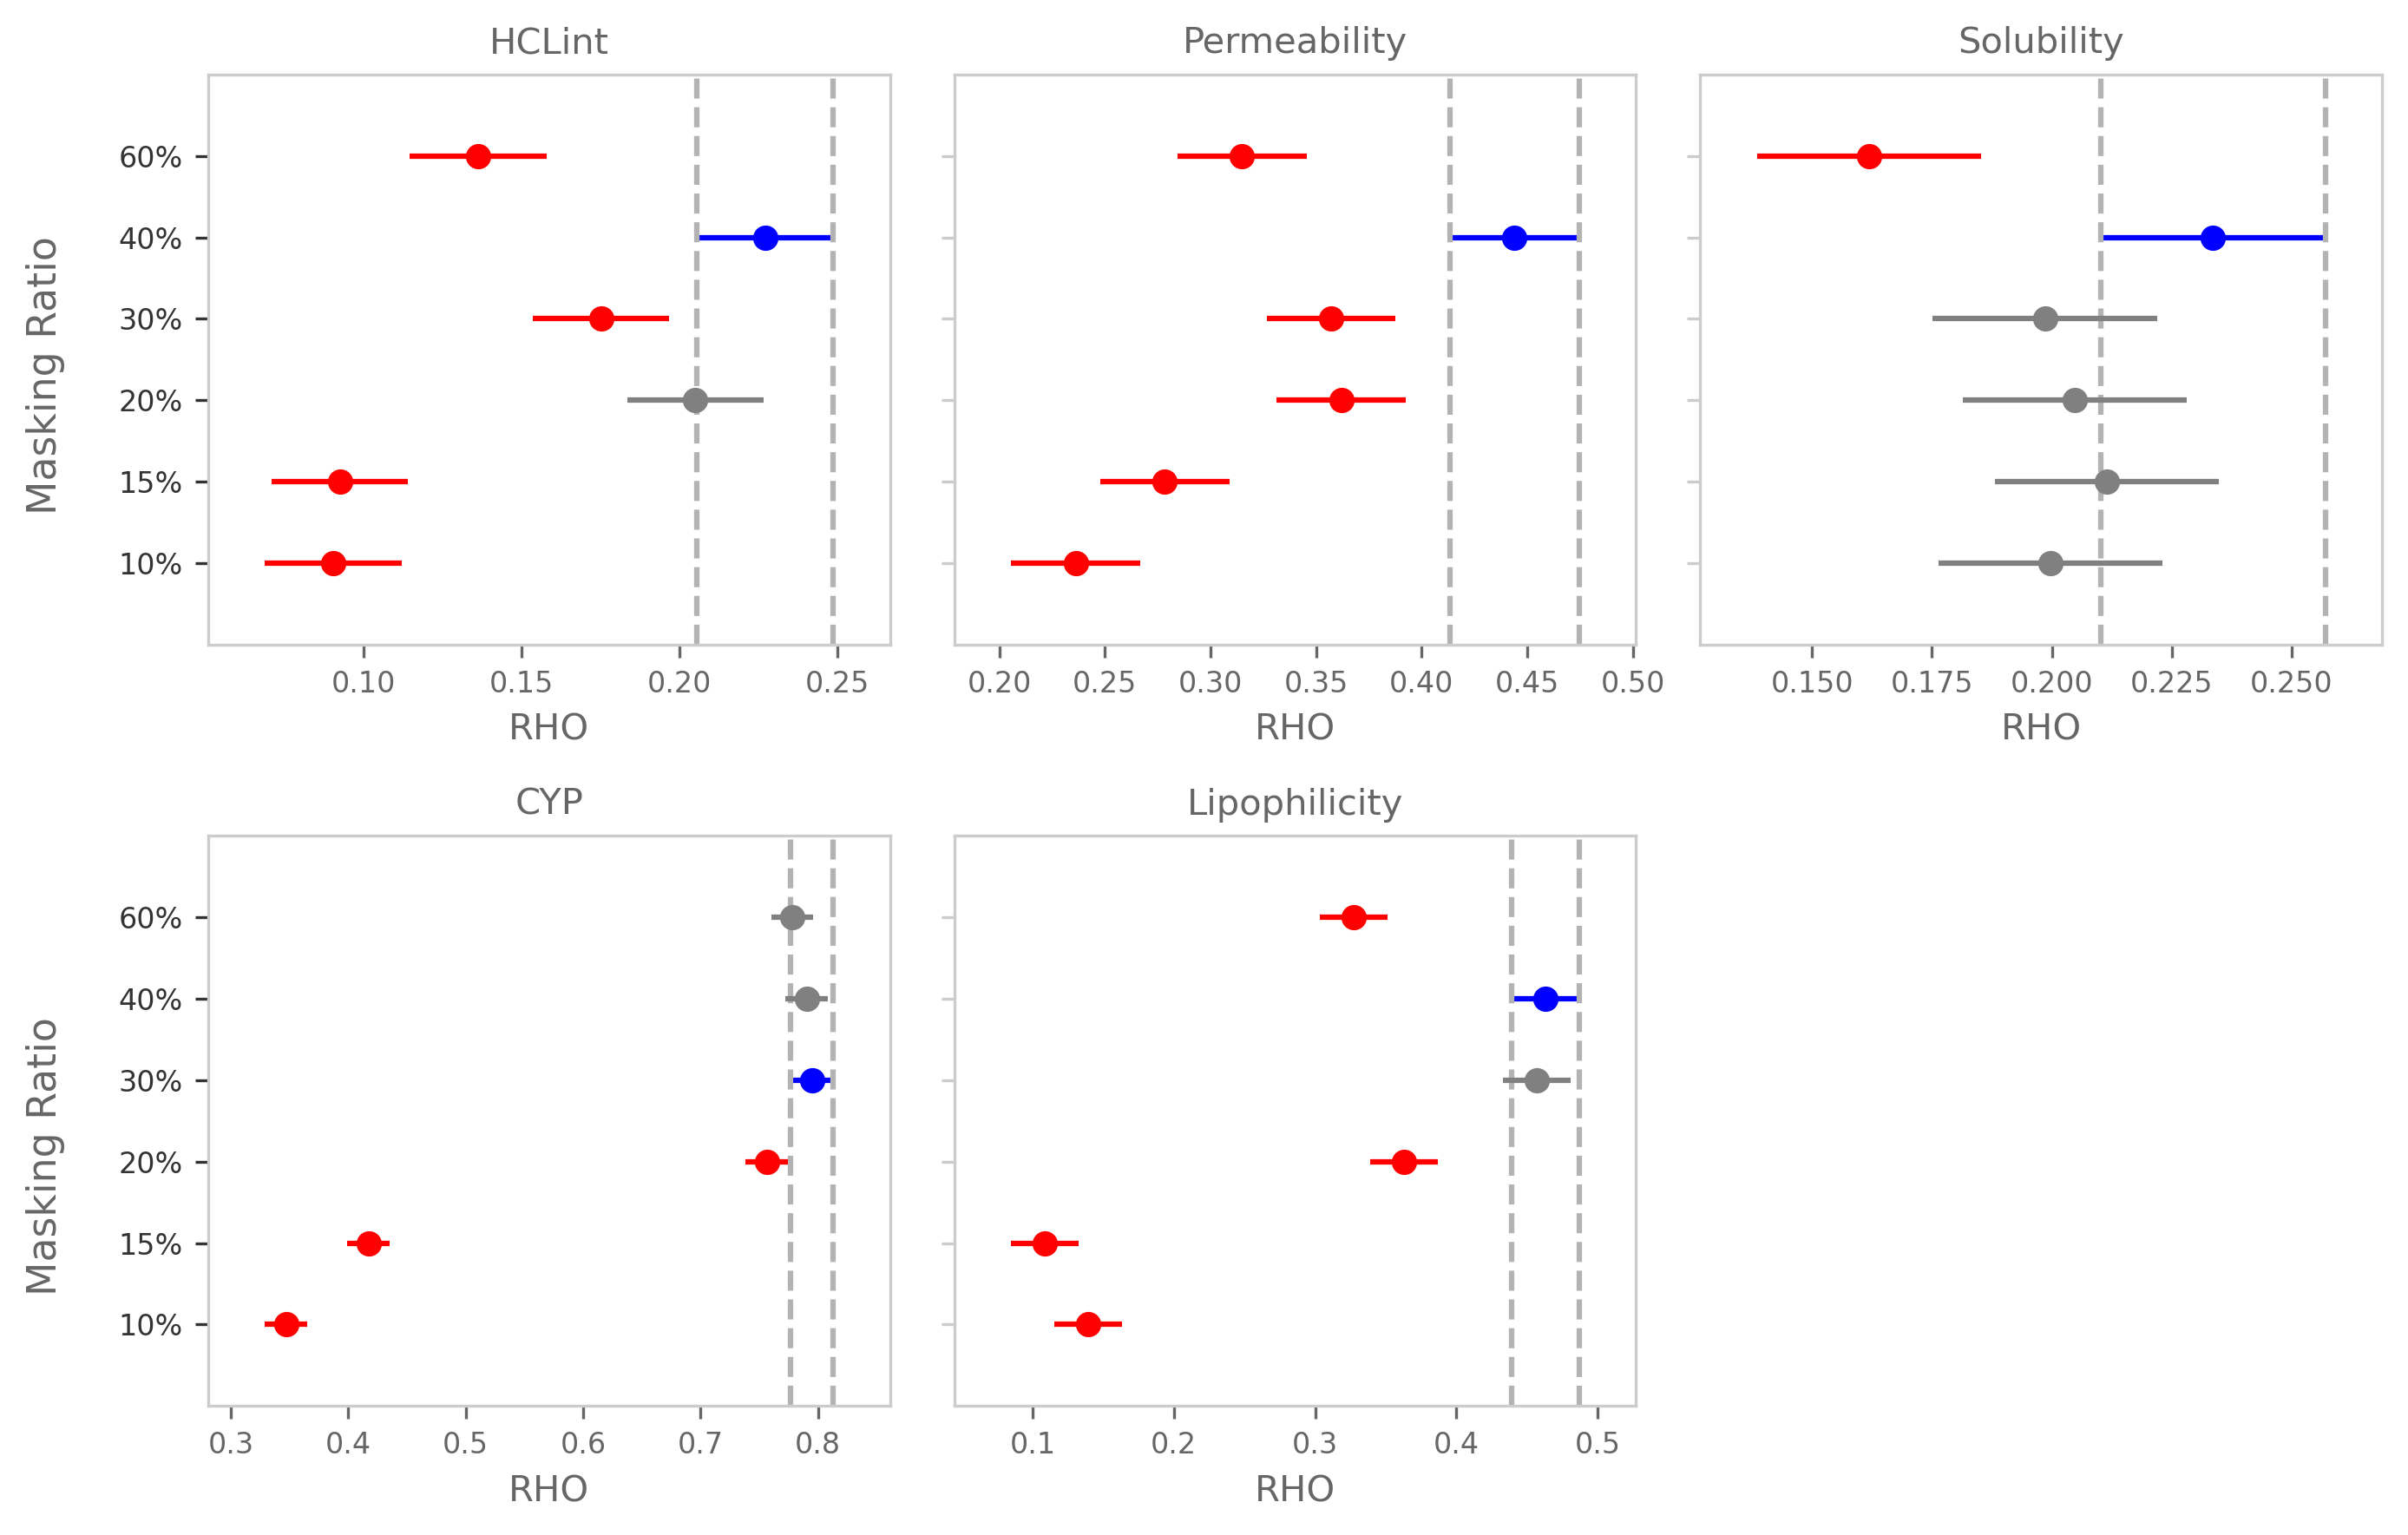 HCLint
Permeability
Solubility
Masking Ratio
60%
40%
30%
20%
15%
10%
0.10 0.15 0.20 0.25
0.20 0.25 0.30 0.35 0.40 0.45 0.50
0.150 0.175 0.200 0.225 0.250
RHO
RHO
RHO
CYP
Lipophilicity
Masking Ratio
60%
40%
30%
20%
15%
10%
0.3 0.4 0.5 0.6 0.7 0.8
0.1 0.2 0.3 0.4 0.5
RHO
RHO